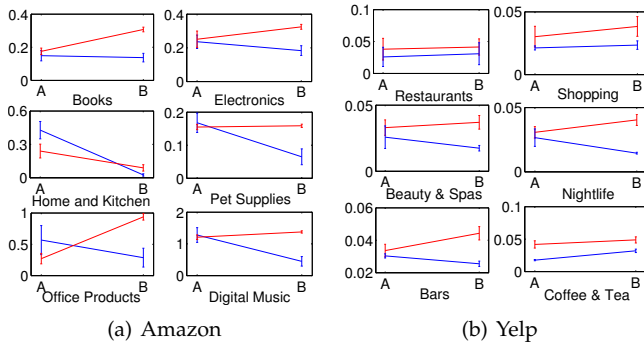 0.4
0.2
0
A B
Books
0.4
0.2
0
A B
Electronics
0.6
0.3
0
A B
Home and Kitchen
0.2
0.1
0
A B
Pet Supplies
1
0.5
0
A B
Office Products
2
1
0
A B
Digital Music
(a) Amazon
0.1
0.05
0
A B
Restaurants
0.05
0
A B
Shopping
0.05
0
A B
Beauty & Spas
0.05
0
A B
Nightlife
0.06
0.04
0.02
A B
Bars
0.1
0.05
0
A B
Coffee & Tea
(b) Yelp